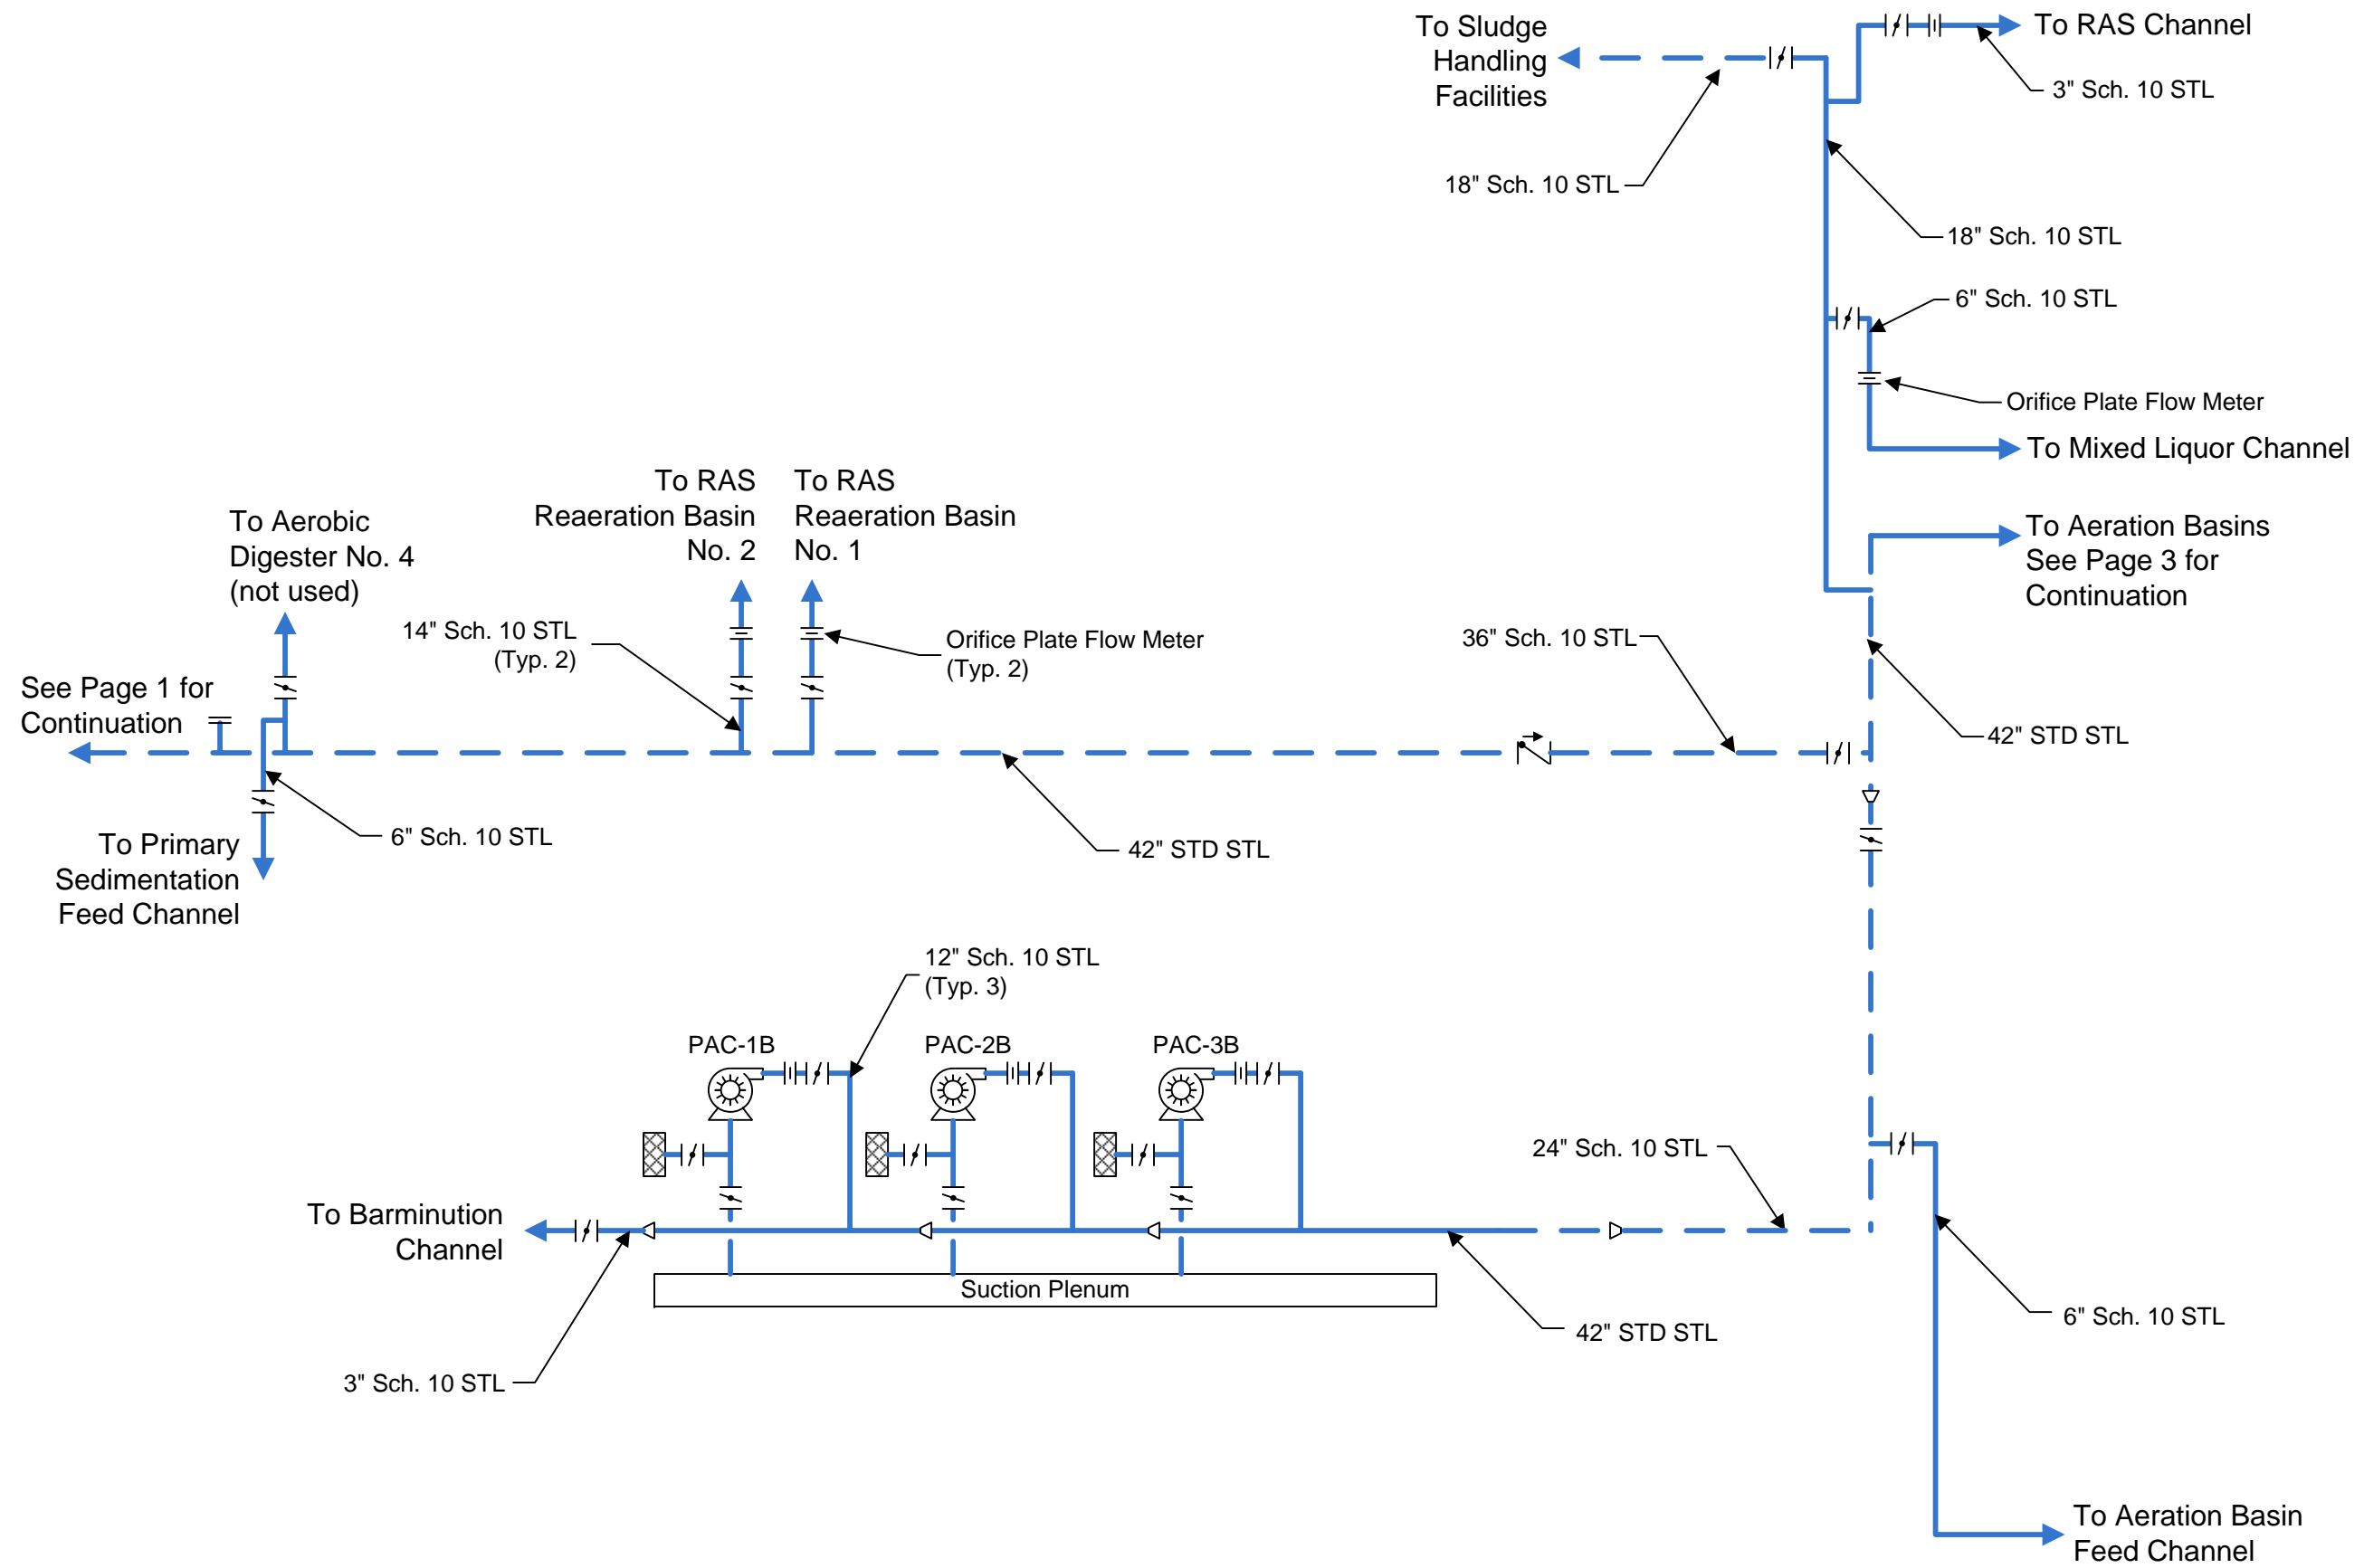 To Sludge
Handling
Facilities
To RAS Channel
3" Sch. 10 STL
18" Sch. 10 STL
18" Sch. 10 STL
6" Sch. 10 STL
Orifice Plate Flow Meter
To Mixed Liquor Channel
To RAS
Reaeration Basin
No. 2
To RAS
Reaeration Basin
No. 1
To Aerobic
Digester No. 4
(not used)
To Aeration Basins
See Page 3 for
Continuation
14" Sch. 10 STL
(Typ. 2)
Orifice Plate Flow Meter
(Typ. 2)
36" Sch. 10 STL
See Page 1 for
Continuation
42" STD STL
6" Sch. 10 STL
42" STD STL
To Primary
Sedimentation
Feed Channel
12" Sch. 10 STL
(Typ. 3)
PAC-1B
PAC-2B
PAC-3B
24" Sch. 10 STL
To Barminution
Channel
Suction Plenum
6" Sch. 10 STL
42" STD STL
3" Sch. 10 STL
To Aeration Basin
Feed Channel